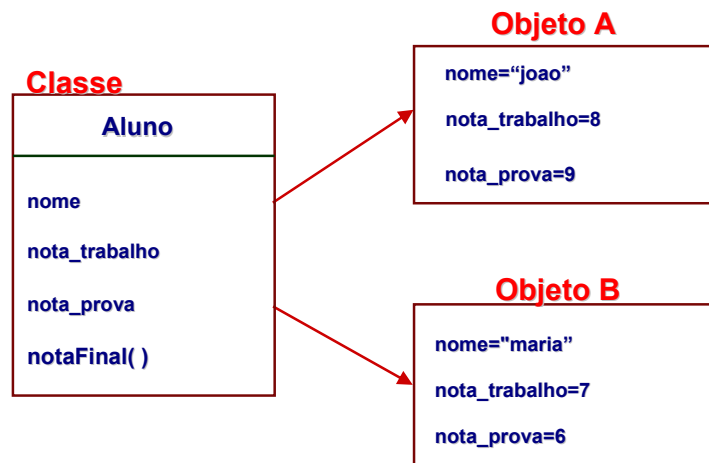 Classe
Aluno
nome
nota_trabalho
nota_prova
notaFinal( )
Objeto A
nome=“joao”
nota_trabalho=8
nota_prova=9
Objeto B
nome="maria”
nota_trabalho=7
nota_prova=6